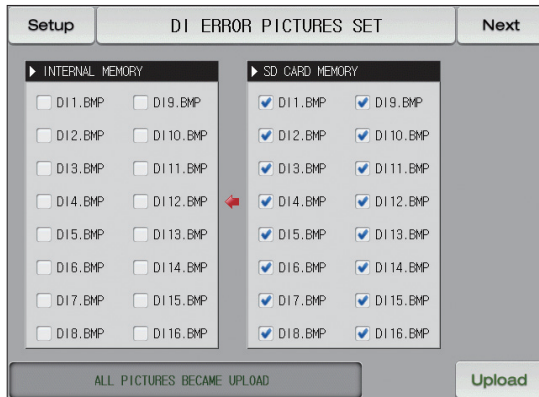 Setup DI ERROR PICTURES SET Next
▶ INTERNAL MEMORY ▶ SD CARD MEMORY
DI1.BMP DI9.BMP DI1.BMP DI9.BMP
DI2.BMP DI10.BMP DI2.BMP DI10.BMP
DI3.BMP DI11.BMP DI3.BMP DI11.BMP
DI4.BMP DI12.BMP DI4.BMP DI12.BMP
DI5.BMP DI13.BMP DI5.BMP DI13.BMP
DI6.BMP DI14.BMP DI6.BMP DI14.BMP
DI7.BMP DI15.BMP DI7.BMP DI15.BMP
DI8.BMP DI16.BMP DI8.BMP DI16.BMP
ALL PICTURES BECAME UPLOAD Upload